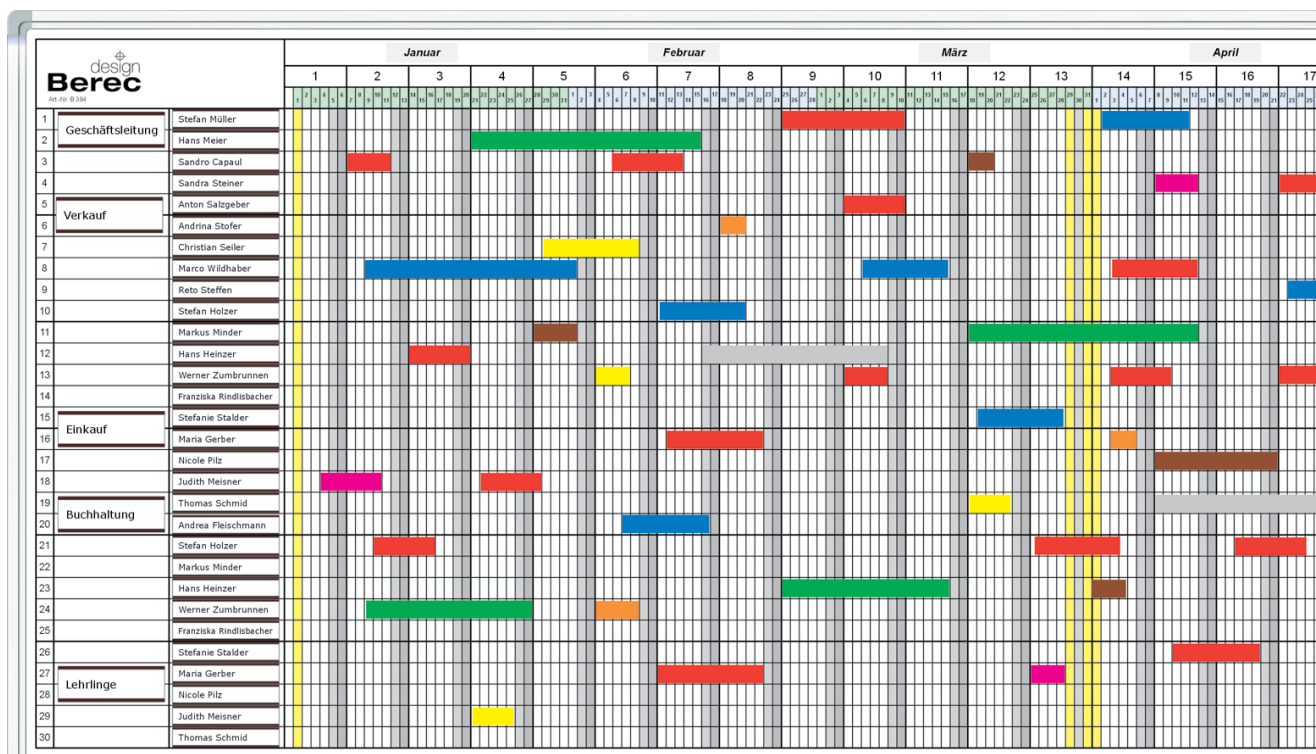 design
Berec
Art.-Nr. B 394
Januar Februar März April
1 2 3 4 5 6 7 8 9 10 11 12 13 14 15 16 17
1 Geschäftsleitung Stefan Müller
2 Hans Meier
3 Sandro Capaul
4 Sandra Steiner
5 Verkauf Anton Salzgeber
6 Andrina Stofer
7 Christian Seiler
8 Marco Wildhaber
9 Reto Steffen
10 Stefan Holzer
11 Markus Minder
12 Hans Heinzer
13 Werner Zumbrunnen
14 Franziska Rindlisbacher
15 Einkauf Stefanie Stalder
16 Maria Gerber
17 Nicole Pilz
18 Judith Meisner
19 Buchhaltung Thomas Schmid
20 Andrea Fleischmann
21 Stefan Holzer
22 Markus Minder
23 Hans Heinzer
24 Werner Zumbrunnen
25 Franziska Rindlisbacher
26 Stefanie Stalder
27 Lehrlinge Maria Gerber
28 Nicole Pilz
29 Judith Meisner
30 Thomas Schmid